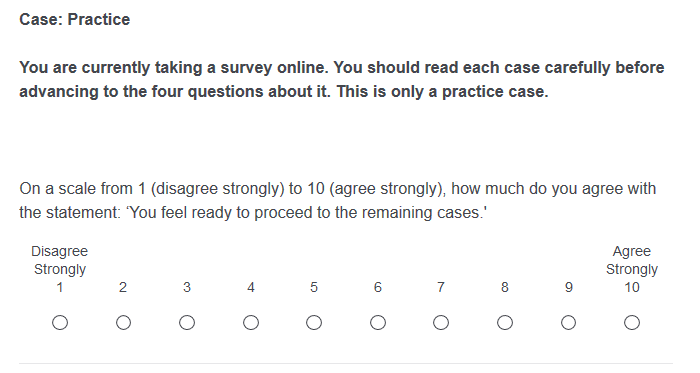 Case: Practice
You are currently taking a survey online. You should read each case carefully before
advancing to the four questions about it. This is only a practice case.
On a scale from 1 (disagree strongly) to 10 (agree strongly), how much do you agree with
the statement: ‘You feel ready to proceed to the remaining cases.'
Disagree Agree
Strongly Strongly
1 2 3 4 5 6 7 8 9 10